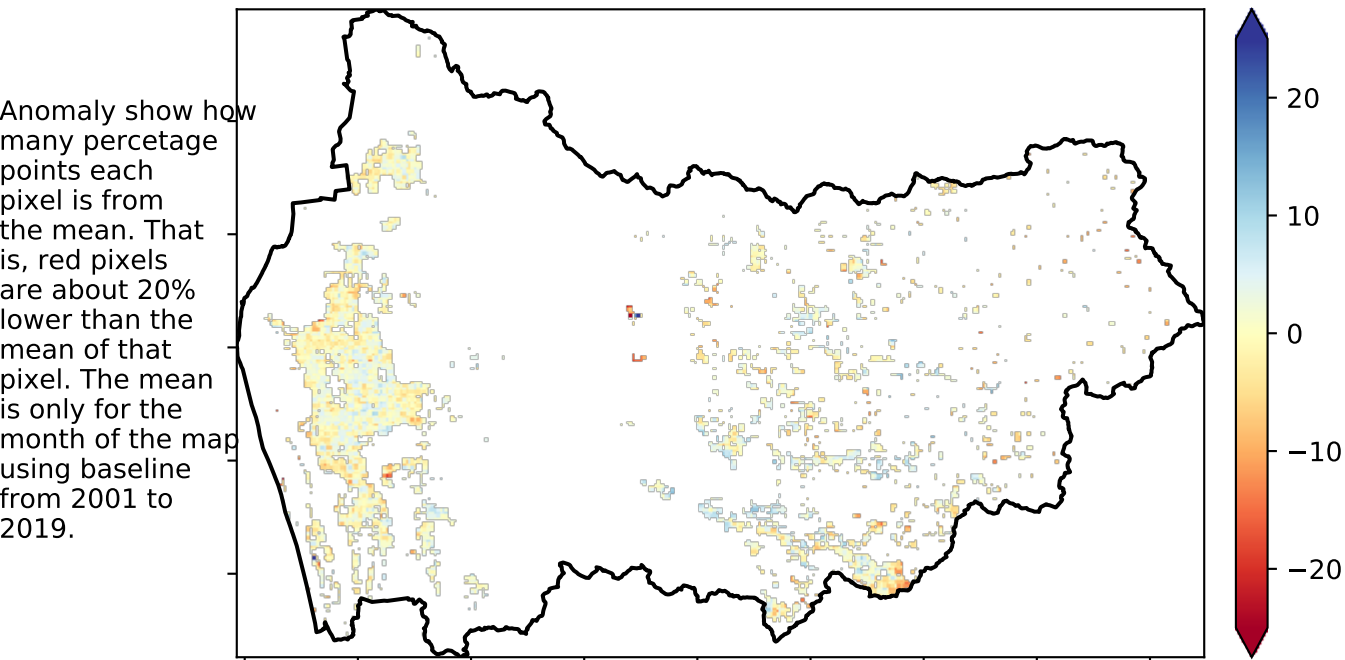 Anomaly show how
many percetage
points each
pixel is from
the mean. That
is, red pixels
are about 20%
lower than the
mean of that
pixel. The mean
is only for the
month of the map
using baseline
from 2001 to
2019.
20
10
0
−10
−20